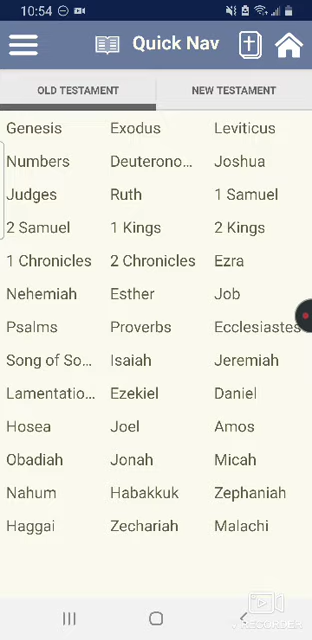 10:54
Quick Nav
OLD TESTAMENT NEW TESTAMENT
Genesis Exodus Leviticus
Numbers Deuterono... Joshua
Judges Ruth 1 Samuel
2 Samuel 1 Kings 2 Kings
1 Chronicles 2 Chronicles Ezra
Nehemiah Esther Job
Psalms Proverbs Ecclesiastes
Song of So... Isaiah Jeremiah
Lamentatio... Ezekiel Daniel
Hosea Joel Amos
Obadiah Jonah Micah
Nahum Habakkuk Zephaniah
Haggai Zechariah Malachi
V RECORDER